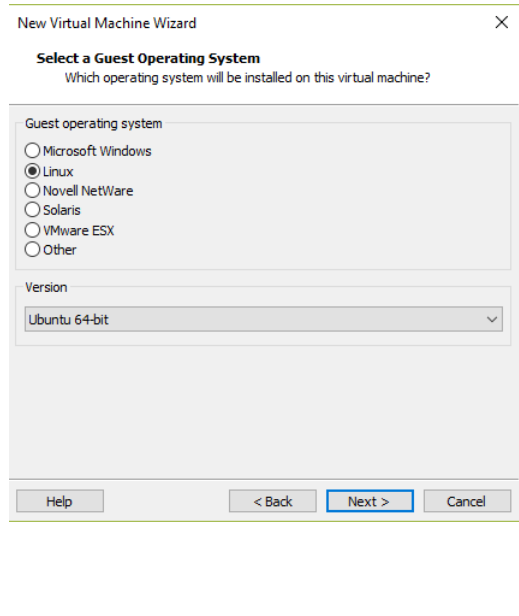 New Virtual Machine Wizard
Select a Guest Operating System
Which operating system will be installed on this virtual machine?
Guest operating system
Microsoft Windows
Linux
Novell NetWare
Solaris
VMware ESX
Other
Version
Ubuntu 64-bit
Help < Back Next > Cancel